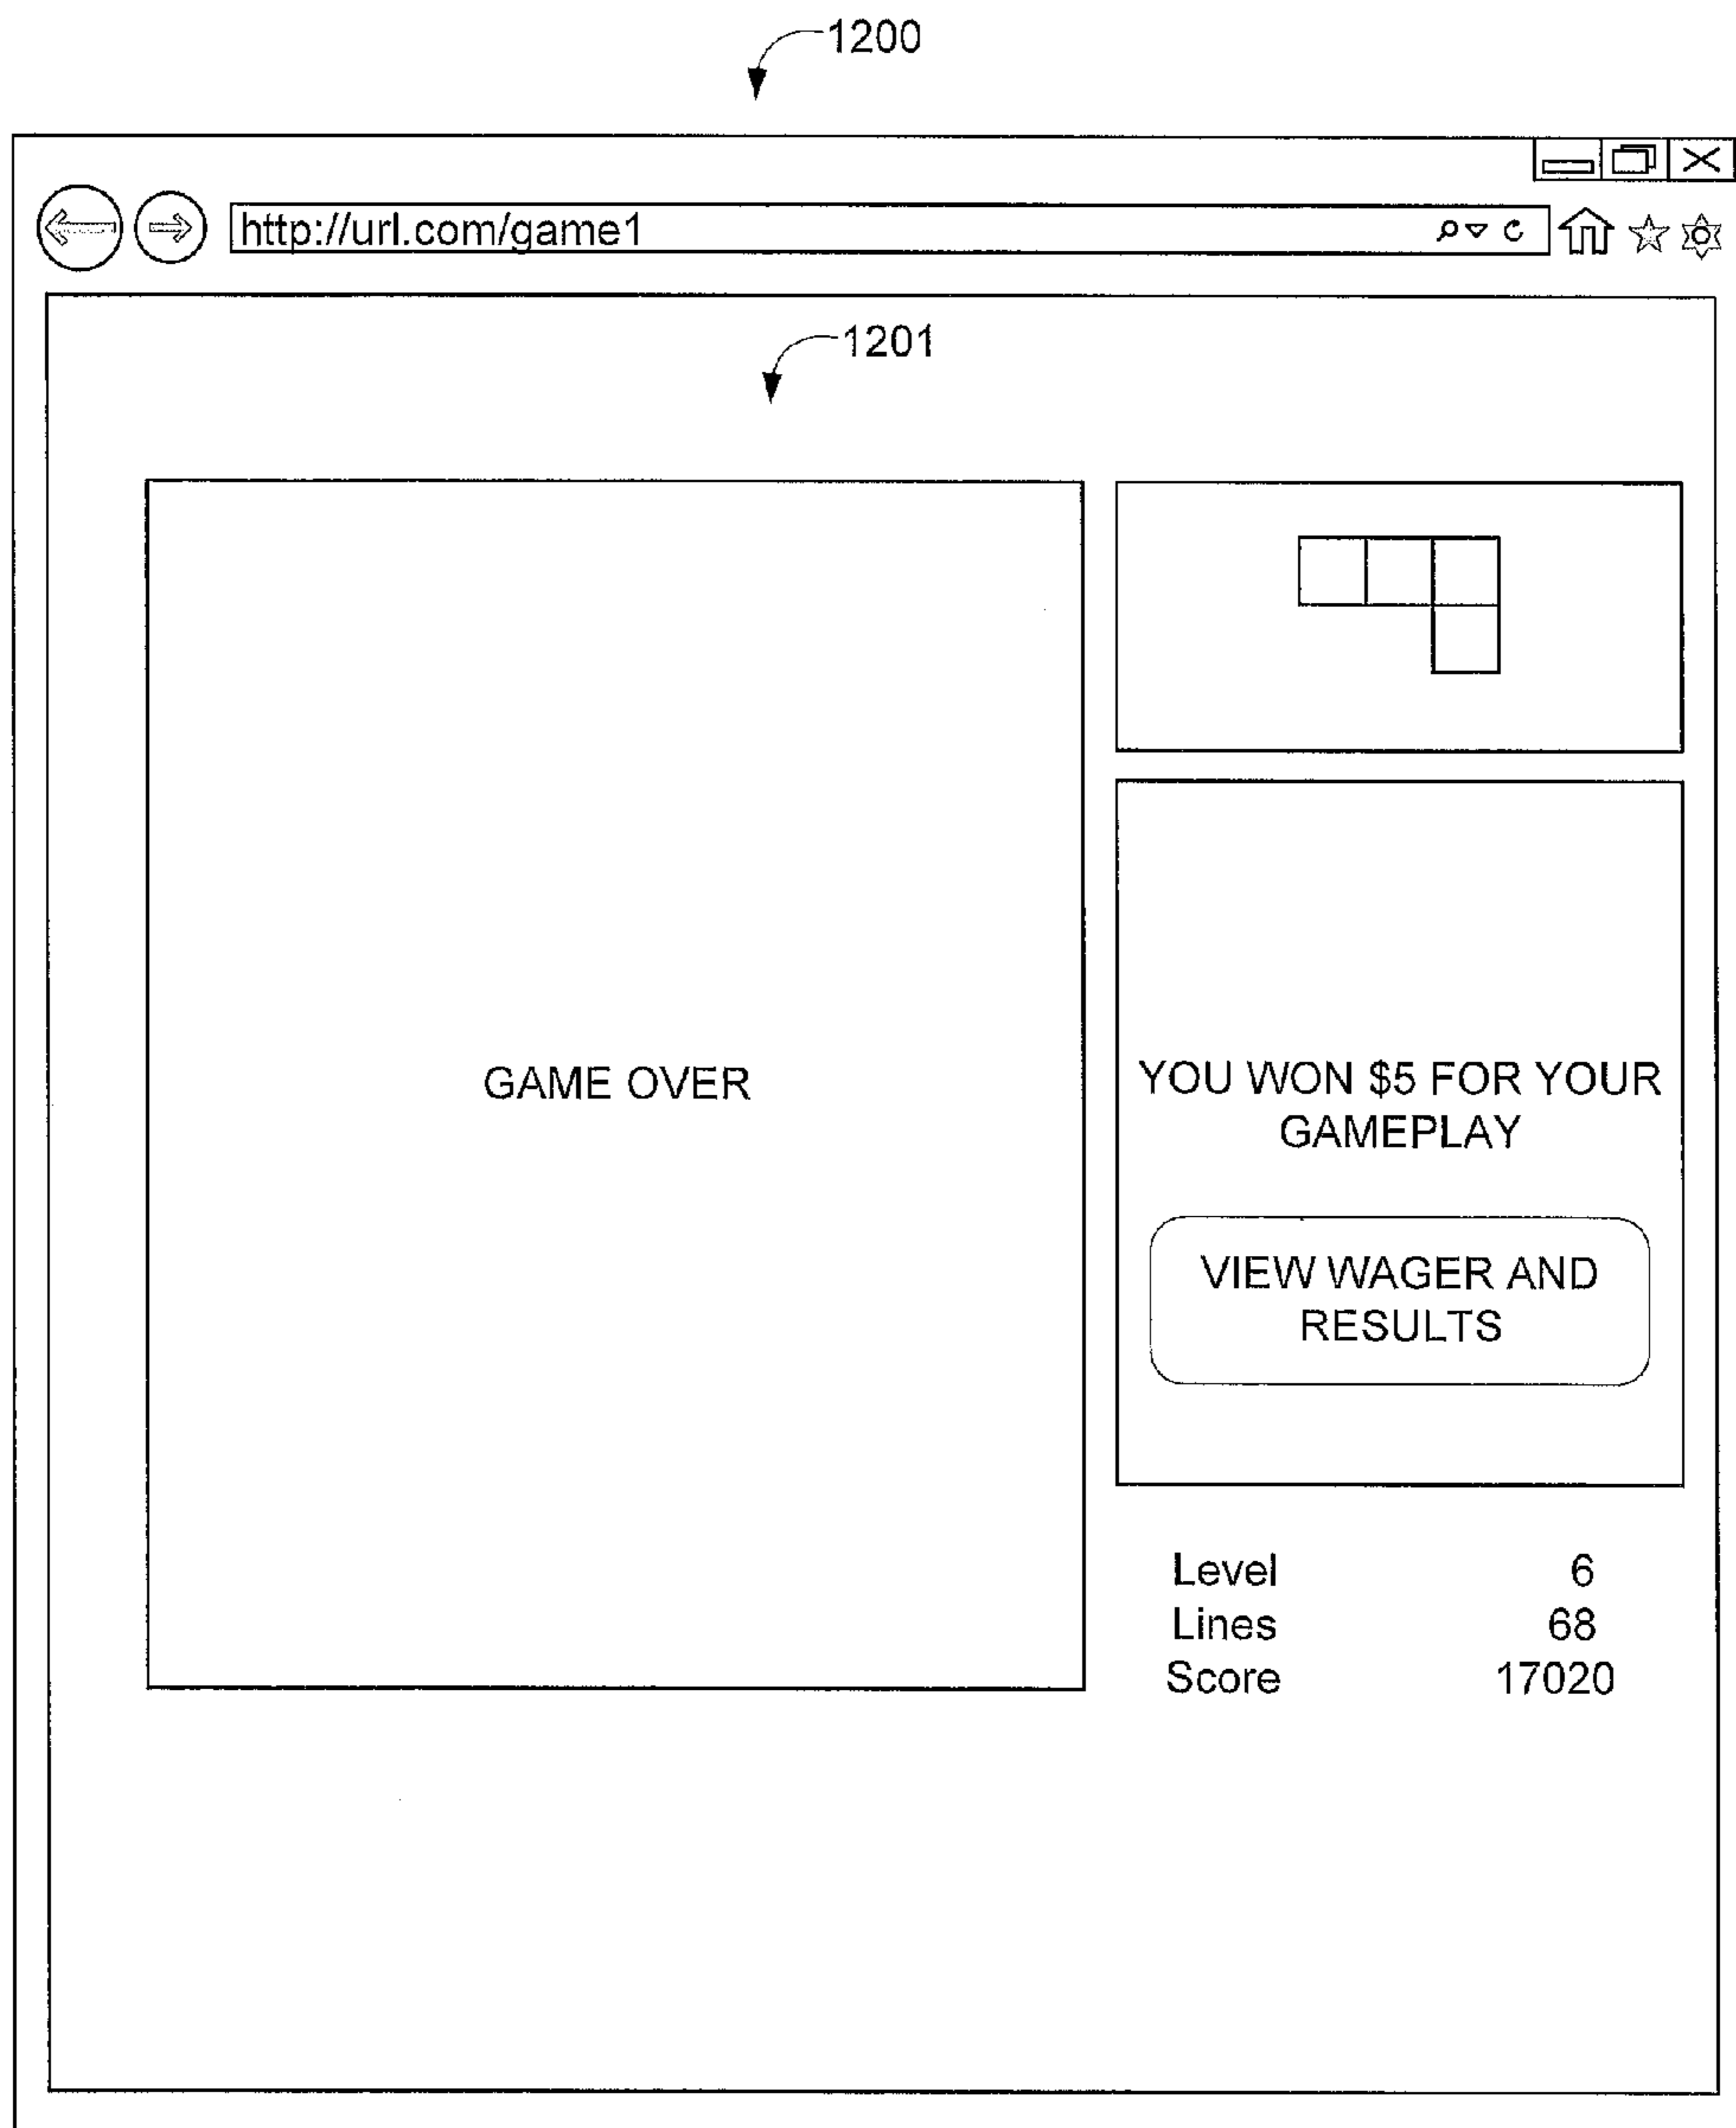 1200
http://url.com/game1
1201
GAME OVER
YOU WON $5 FOR YOUR
GAMEPLAY
VIEW WAGER AND
RESULTS
Level 6
Lines 68
Score 17020